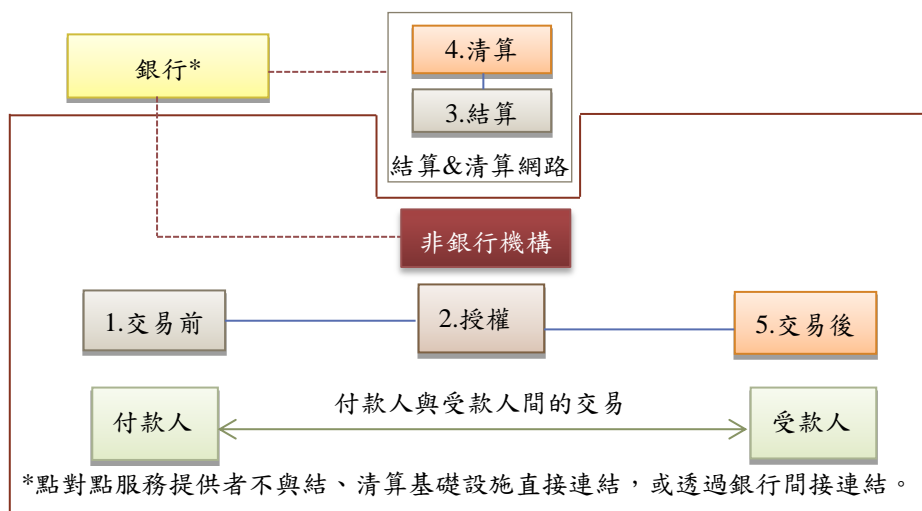 銀行*
4.清算
3.結算
結算&清算網路
非銀行機構
1.交易前
2.授權
5.交易後
付款人
付款人與受款人間的交易
受款人
*點對點服務提供者不與結、清算基礎設施直接連結，或透過銀行間接連結。